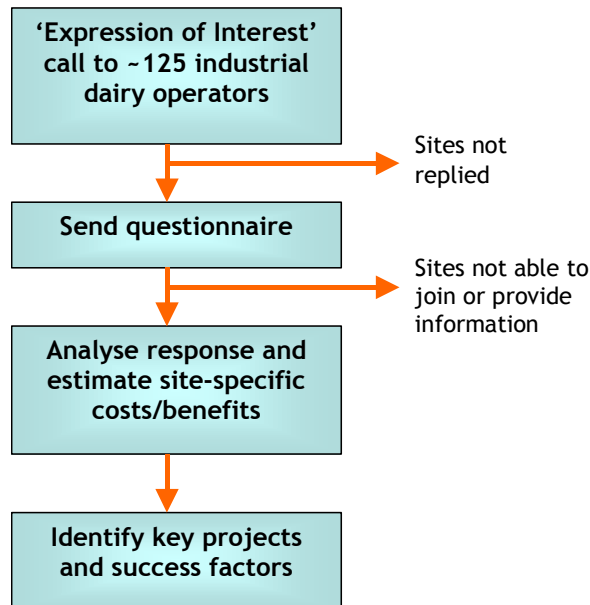 ‘Expression of Interest’
call to ~125 industrial
dairy operators
Sites not
replied
Send questionnaire
Sites not able to
join or provide
information
Analyse response and
estimate site-specific
costs/benefits
Identify key projects
and success factors